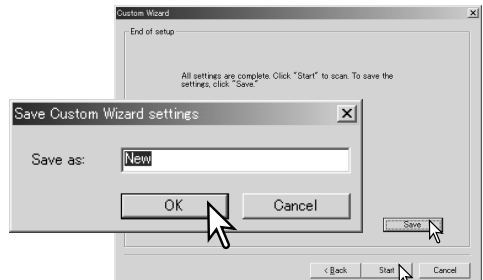 Custom Wizard
End of setup
All settings are complete. Click "Start" to scan. To save the
settings, click "Save."
Save Custom Wizard settings
Save as:
New
OK
Cancel
Save
< Back
Start
Cancel